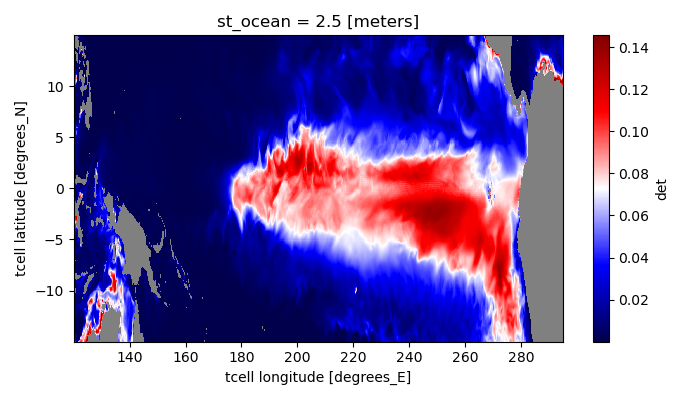 st_ocean = 2.5 [meters]
10
5
0
−5
−10
tcell latitude [degrees_N]
140 160 180 200 220 240 260 280
tcell longitude [degrees_E]
0.14
0.12
0.10
0.08
0.06
0.04
0.02
det